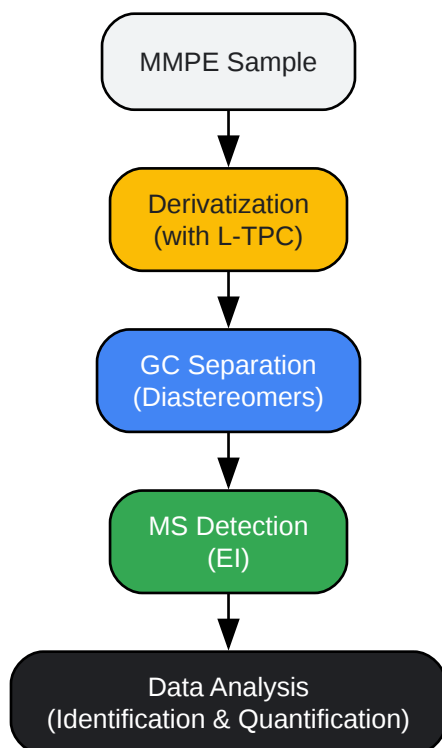 MMPE Sample
Derivatization
(with L-TPC)
GC Separation
(Diastereomers)
MS Detection
(EI)
Data Analysis
(Identification & Quantification)